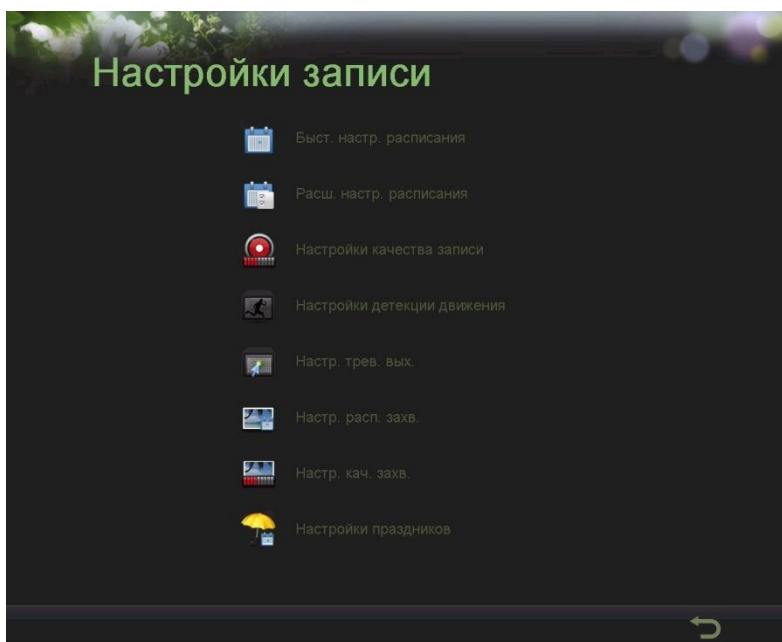 Настройки записи
Быст. настр. расписания
Расш. настр. расписания
Настройки качества записи
Настройки детекции движения
Настр. трев. вых.
Настр. расп. захв.
Настр. кач. захв.
Настройки праздников